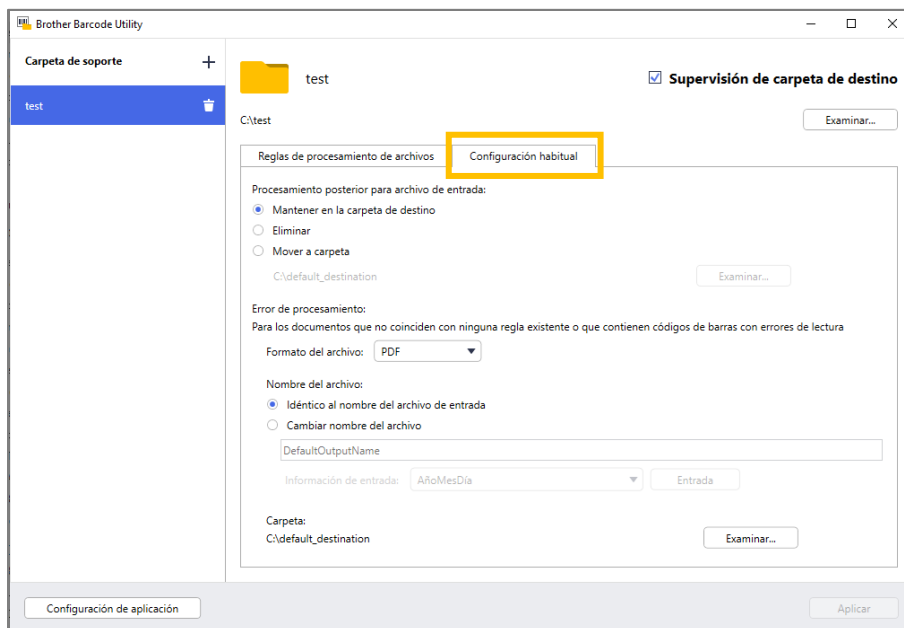 Brother Barcode Utility
Carpeta de soporte
test
test
Supervisión de carpeta de destino
C:\test
Examinar...
Reglas de procesamiento de archivos
Configuración habitual
Procesamiento posterior para archivo de entrada:
Mantener en la carpeta de destino
Eliminar
Mover a carpeta
C:\default_destination
Examinar...
Error de procesamiento:
Para los documentos que no coinciden con ninguna regla existente o que contienen códigos de barras con errores de lectura
Formato del archivo:
PDF
Nombre del archivo:
Idéntico al nombre del archivo de entrada
Cambiar nombre del archivo
DefaultOutputName
Información de entrada:
AñoMesDía
Entrada
Carpeta:
C:\default_destination
Examinar...
Configuración de aplicación
Aplicar